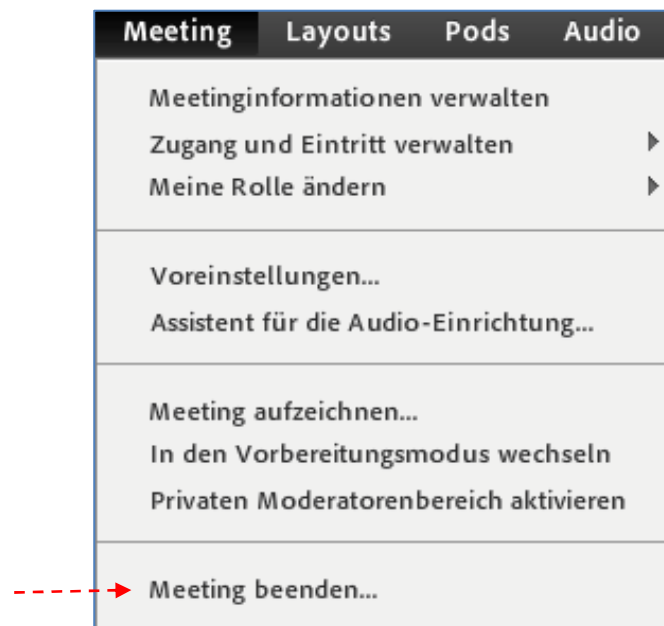 Meeting Layouts Pods Audio
Meetinginformationen verwalten
Zugang und Eintritt verwalten
Meine Rolle ändern
Voreinstellungen...
Assistent für die Audio-Einrichtung...
Meeting aufzeichnen...
In den Vorbereitungsmodus wechseln
Privaten Moderatorenbereich aktivieren
Meeting beenden...